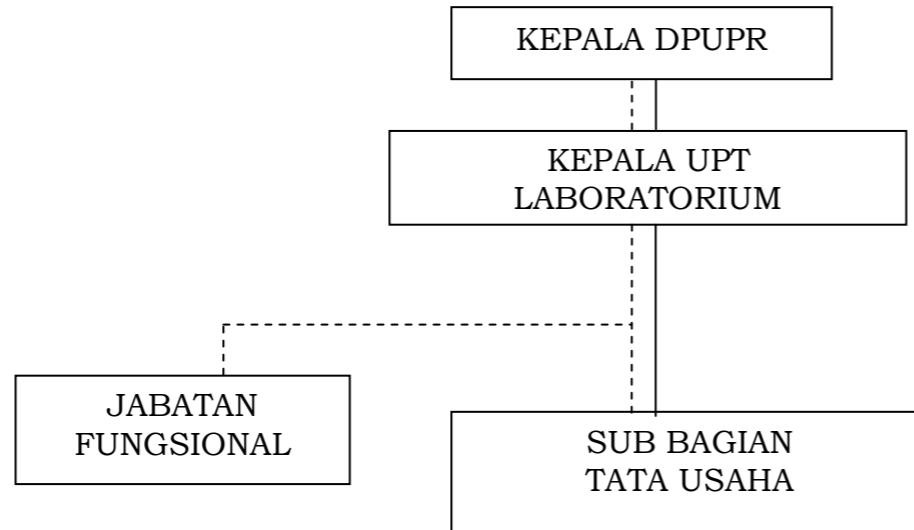 KEPALA DPUPR
KEPALA UPT
LABORATORIUM
JABATAN
FUNGSIONAL
SUB BAGIAN
TATA USAHA